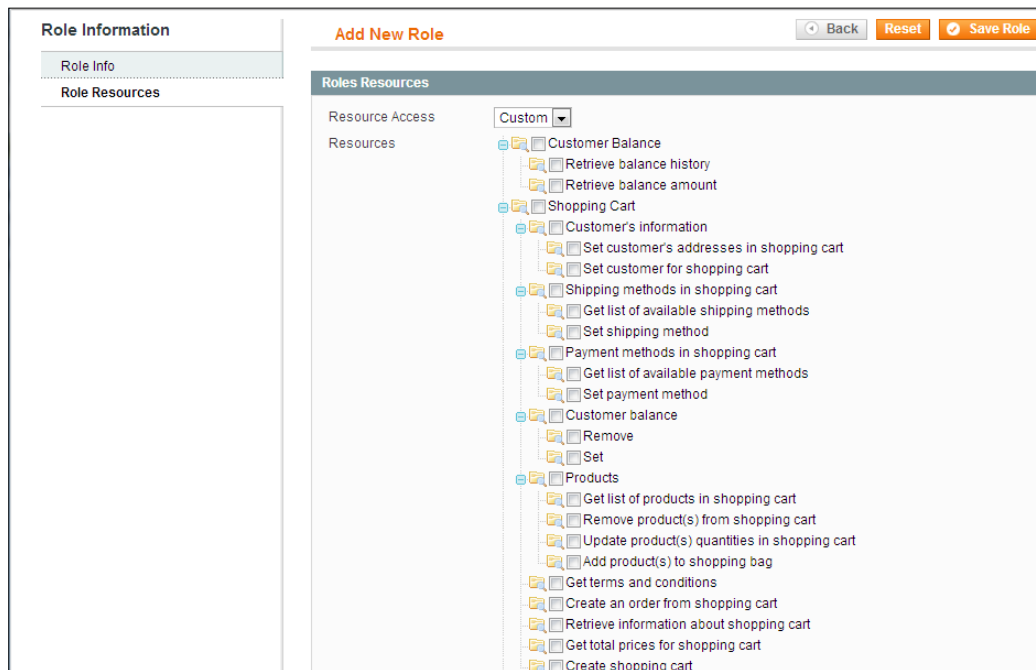 Role Information
Role Info
Role Resources
Add New Role
Back
Reset
Save Role
Roles Resources
Resource Access
Custom
Resources
Customer Balance
Retrieve balance history
Retrieve balance amount
Shopping Cart
Customer's information
Set customer's addresses in shopping cart
Set customer for shopping cart
Shipping methods in shopping cart
Get list of available shipping methods
Set shipping method
Payment methods in shopping cart
Get list of available payment methods
Set payment method
Customer balance
Remove
Set
Products
Get list of products in shopping cart
Remove product(s) from shopping cart
Update product(s) quantities in shopping cart
Add product(s) to shopping bag
Get terms and conditions
Create an order from shopping cart
Retrieve information about shopping cart
Get total prices for shopping cart
Create shopping cart